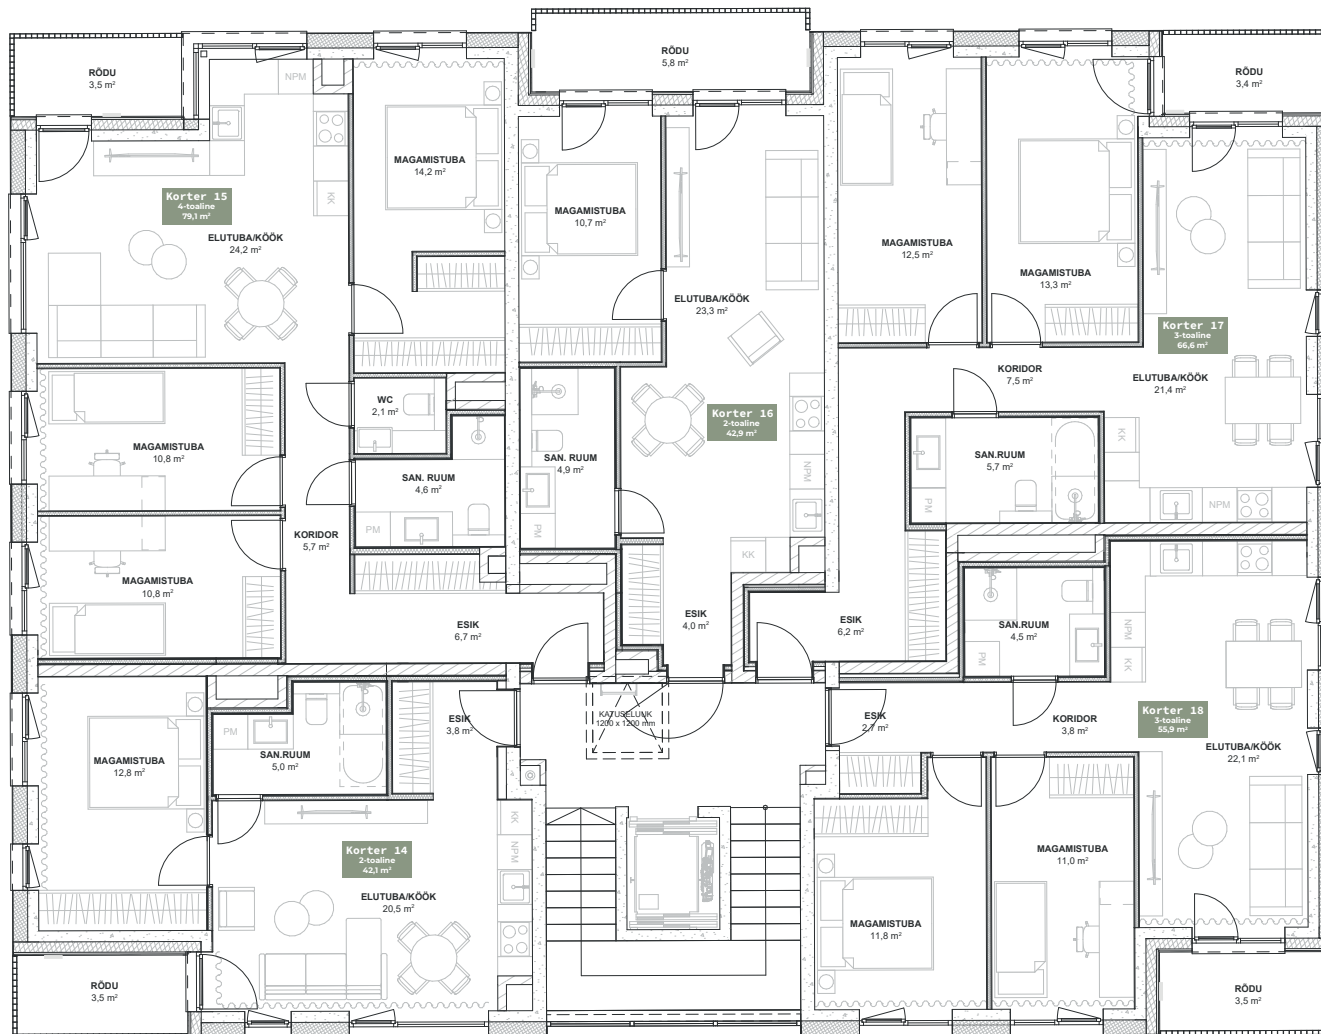 RÕDU
3,5 m²
NPM
KK
Korter 15
4-toaline
79,1 m²
ELUTUBA/KÖÖK
24,2 m²
MAGAMISTUBA
14,2 m²
WC
2,1 m²
SAN. RUUM
4,6 m²
PM
MAGAMISTUBA
10,8 m²
MAGAMISTUBA
10,8 m²
KORIDOR
5,7 m²
ESIK
6,7 m²
RÕDU
5,8 m²
MAGAMISTUBA
10,7 m²
ELUTUBA/KÖÖK
23,3 m²
Korter 16
2-toaline
42,9 m²
SAN. RUUM
4,9 m²
PM
NPM
KK
ESIK
4,0 m²
RÕDU
3,4 m²
MAGAMISTUBA
12,5 m²
MAGAMISTUBA
13,3 m²
Korter 17
3-toaline
66,6 m²
KORIDOR
7,5 m²
ELUTUBA/KÖÖK
21,4 m²
SAN.RUUM
5,7 m²
PM
KK
NPM
ESIK
6,2 m²
SAN.RUUM
4,5 m²
PM
NPM
KK
Korter 18
3-toaline
55,9 m²
KORIDOR
3,8 m²
ELUTUBA/KÖÖK
22,1 m²
ESIK
2,7 m²
MAGAMISTUBA
11,8 m²
MAGAMISTUBA
11,0 m²
RÕDU
3,5 m²
KATUSELUUK
1200 x 1200 mm
ESIK
3,8 m²
PM
SAN.RUUM
5,0 m²
MAGAMISTUBA
12,8 m²
Korter 14
2-toaline
42,1 m²
ELUTUBA/KÖÖK
20,5 m²
KK
NPM
RÕDU
3,5 m²